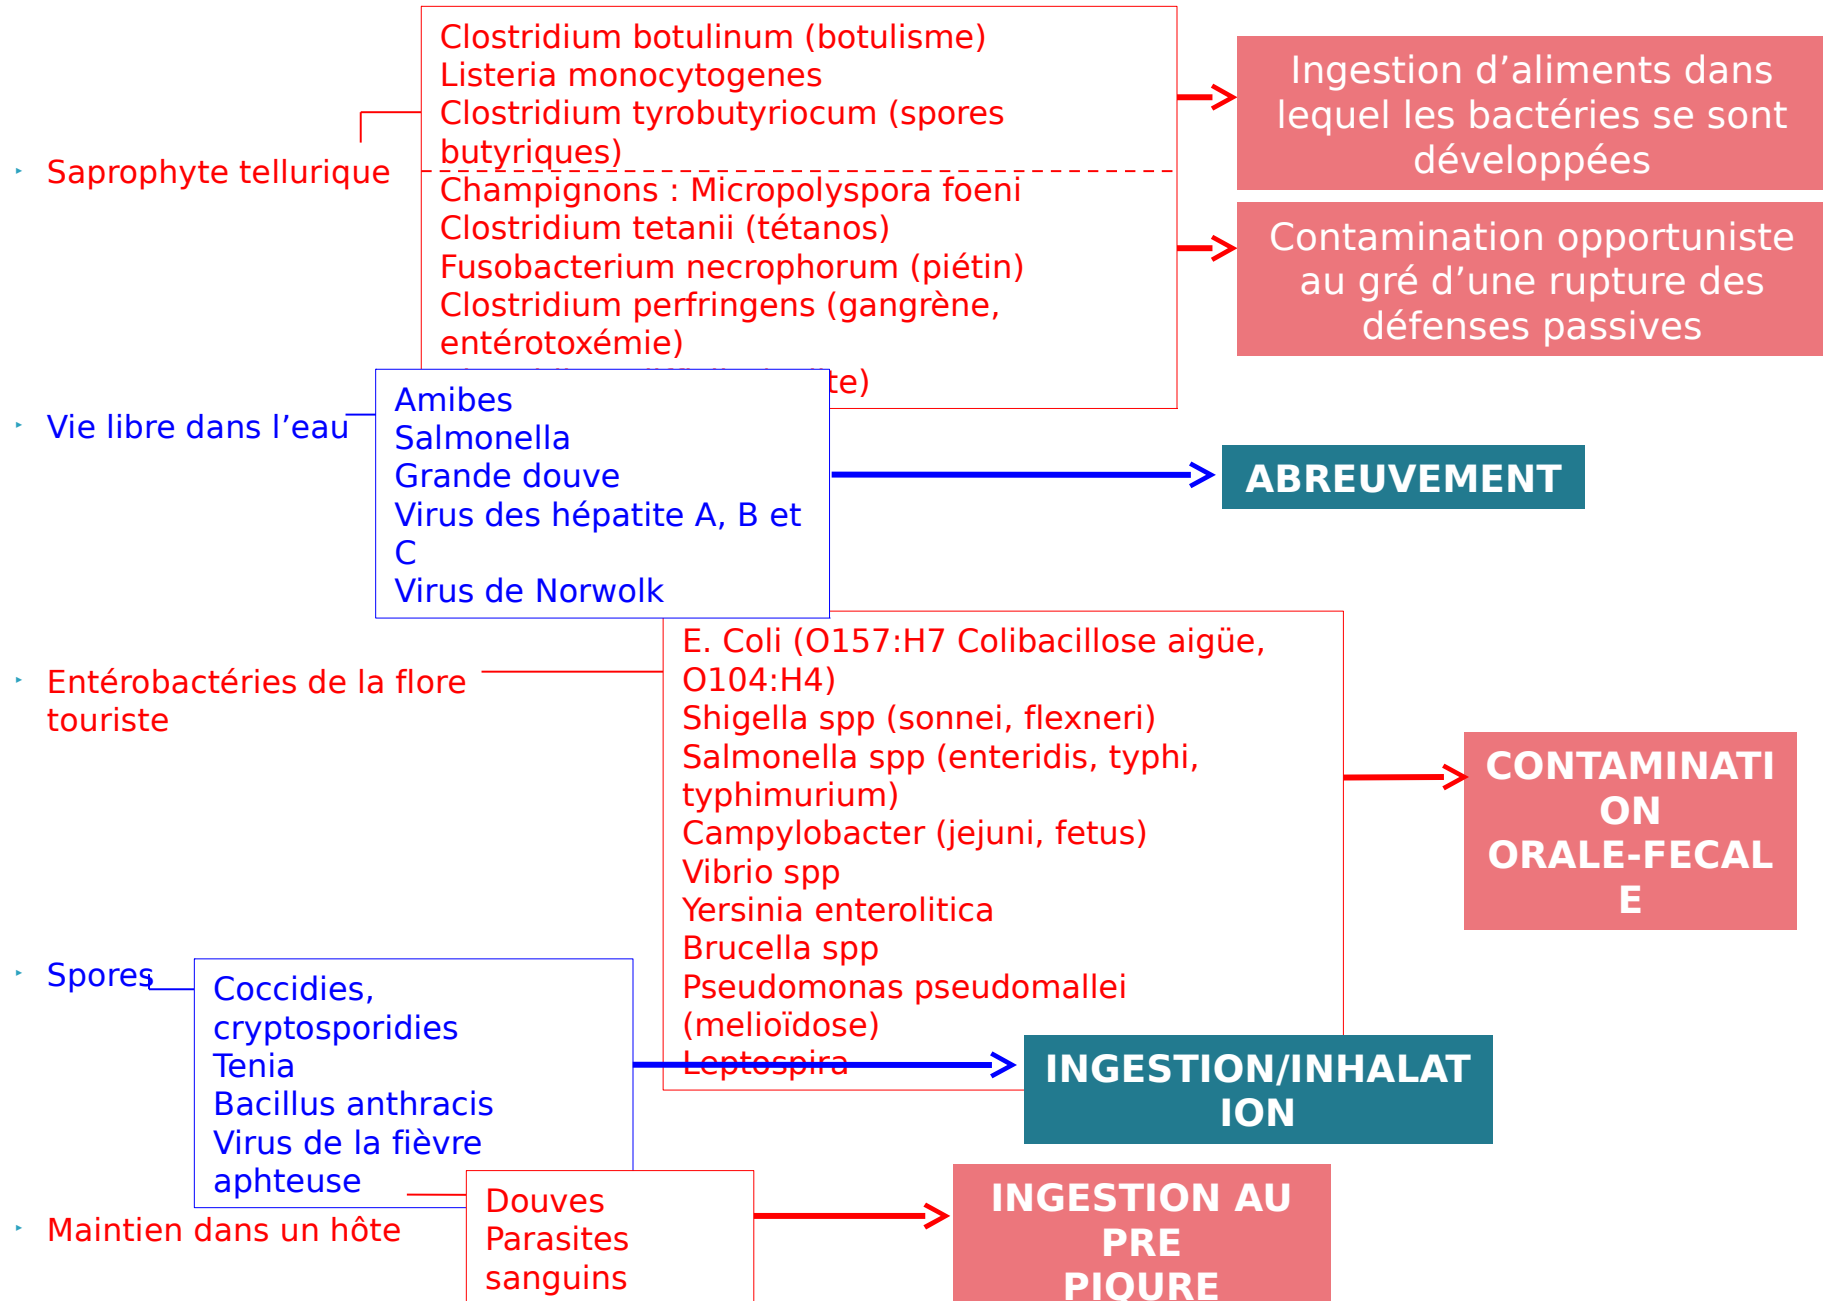 Clostridium botulinum (botulisme)
Listeria monocytogenes
Clostridium tyrobutyriocum (spores
butyriques)
Champignons : Micropolyspora foeni
Clostridium tetanii (tétanos)
Fusobacterium necrophorum (piétin)
Clostridium perfringens (gangrène,
entérotoxémie)
Ingestion d’aliments dans
lequel les bactéries se sont
développées
Contamination opportuniste
au gré d’une rupture des
défenses passives
‣ Saprophyte tellurique
‣ Vie libre dans l’eau
Amibes
Salmonella
Grande douve
Virus des hépatite A, B et
C
Virus de Norwolk
ABREUVEMENT
‣ Entérobactéries de la flore
touriste
E. Coli (O157:H7 Colibacillose aigüe,
O104:H4)
Shigella spp (sonnei, flexneri)
Salmonella spp (enteridis, typhi,
typhimurium)
Campylobacter (jejuni, fetus)
Vibrio spp
Yersinia enterolitica
Brucella spp
Pseudomonas pseudomallei
(melioïdose)
Leptospira
CONTAMINATI
ON
ORALE-FECAL
E
‣ Spores
Coccidies,
cryptosporidies
Tenia
Bacillus anthracis
Virus de la fièvre
aphteuse
INGESTION/INHALAT
ION
‣ Maintien dans un hôte
Douves
Parasites
sanguins
INGESTION AU
PRE
PIQURE